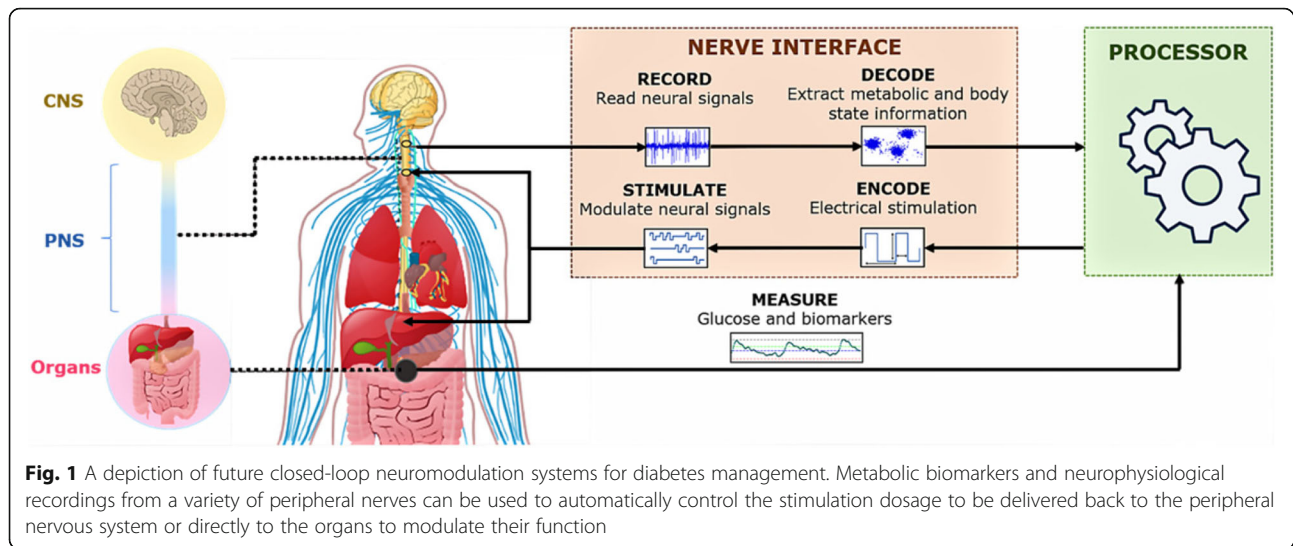 CNS
PNS
Organs
NERVE INTERFACE
RECORD
Read neural signals
DECODE
Extract metabolic and body
state information
STIMULATE
Modulate neural signals
ENCODE
Electrical stimulation
MEASURE
Glucose and biomarkers
PROCESSOR
Fig. 1 A depiction of future closed-loop neuromodulation systems for diabetes management. Metabolic biomarkers and neurophysiological
recordings from a variety of peripheral nerves can be used to automatically control the stimulation dosage to be delivered back to the peripheral
nervous system or directly to the organs to modulate their function